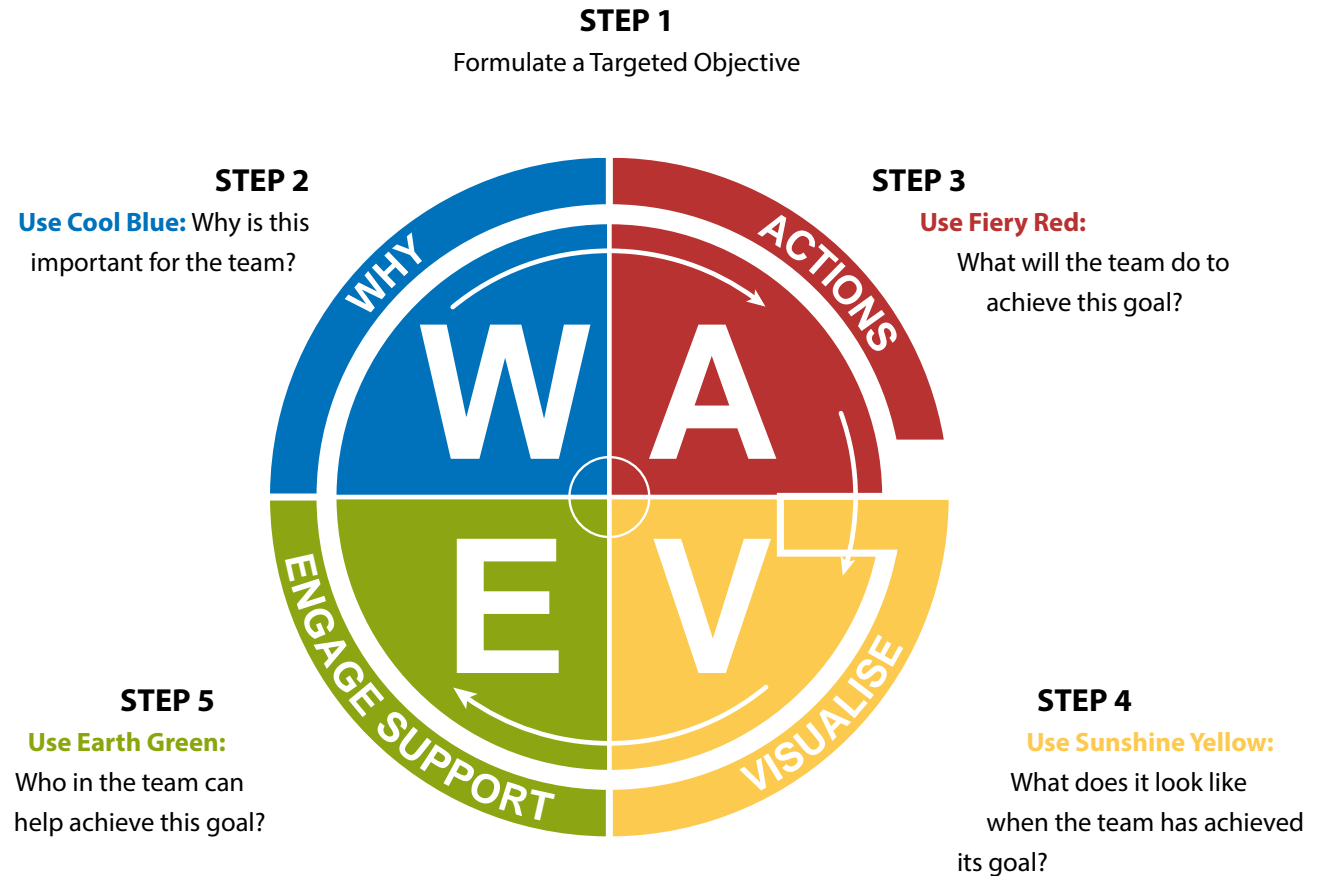 STEP 1
Formulate a Targeted Objective
STEP 2
Use Cool Blue: Why is this
important for the team?
STEP 3
Use Fiery Red:
What will the team do to
achieve this goal?
WHY
ACTIONS
W
A
E
V
ENGAGE SUPPORT
VISUALISE
STEP 5
Use Earth Green:
Who in the team can
help achieve this goal?
STEP 4
Use Sunshine Yellow:
What does it look like
when the team has achieved
its goal?